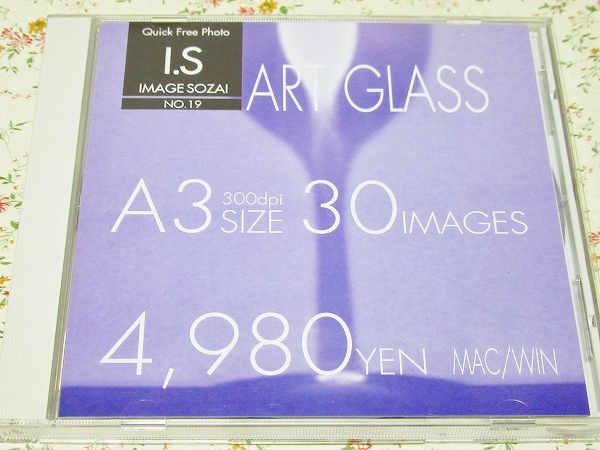 Quick Free Photo
I.S
IMAGE SOZAI
NO.19
ART GLASS
A3 300dpi SIZE 30 IMAGES
4,980 YEN MAC/WIN